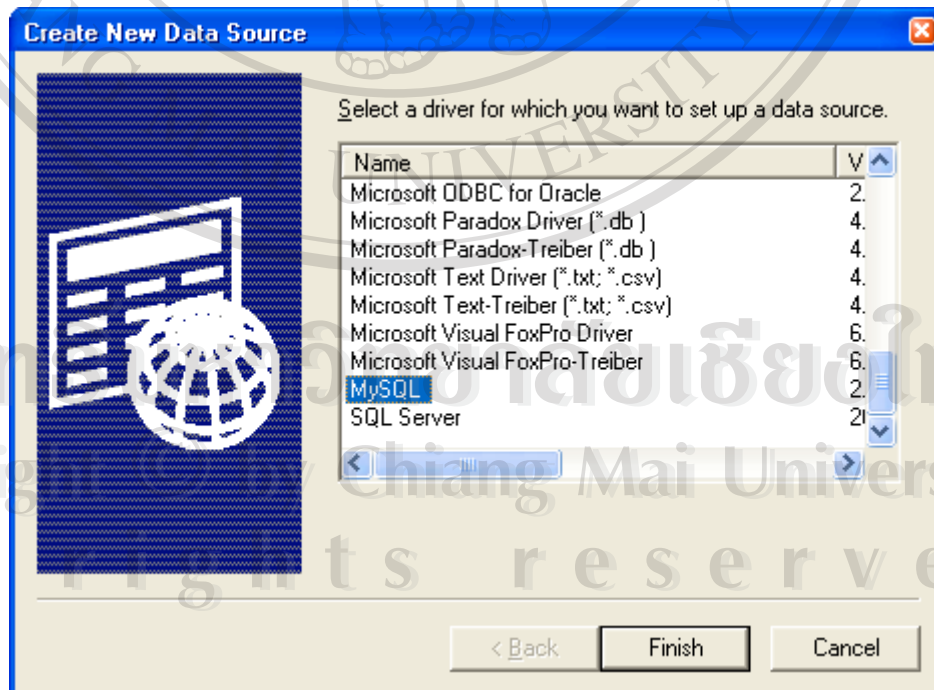 Create New Data Source
Select a driver for which you want to set up a data source.
Name V
Microsoft ODBC for Oracle 2.
Microsoft Paradox Driver (*.db ) 4.
Microsoft Paradox-Treiber (*.db ) 4.
Microsoft Text Driver (*.txt; *.csv) 4.
Microsoft Text-Treiber (*.txt; *.csv) 4.
Microsoft Visual FoxPro Driver 6.
Microsoft Visual FoxPro-Treiber 6.
MySQL 2.
SQL Server 2
UNIVERSITY
© by Chiang Mai Univers
rights reserve
< Back
Finish
Cancel